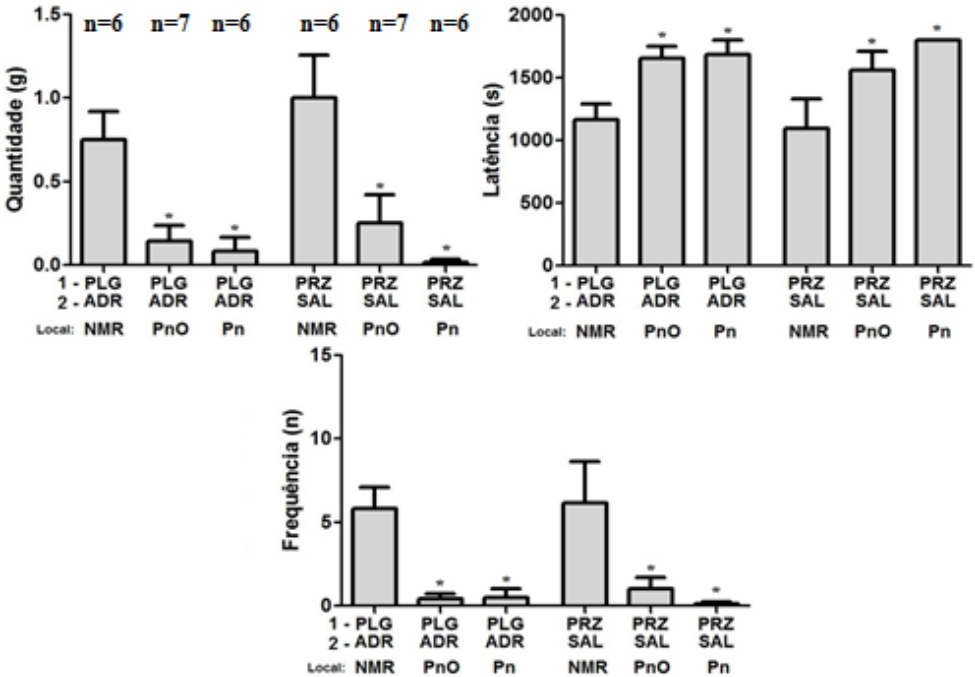 n=6 n=7 n=6 n=6 n=7 n=6
Quantidade (g)
1.5
1.0
0.5
0.0
1 - PLG PLG PLG PRZ PRZ PRZ
2 - ADR ADR ADR SAL SAL SAL
Local: NMR PnO Pn NMR PnO Pn
Latência (s)
2000
1500
1000
500
0
* * * *
1 - PLG PLG PLG PRZ PRZ PRZ
2 - ADR ADR ADR SAL SAL SAL
Local: NMR PnO Pn NMR PnO Pn
Frequência (n)
15
10
5
0
1 - PLG PLG PLG PRZ PRZ PRZ
2 - ADR ADR ADR SAL SAL SAL
Local: NMR PnO Pn NMR PnO Pn